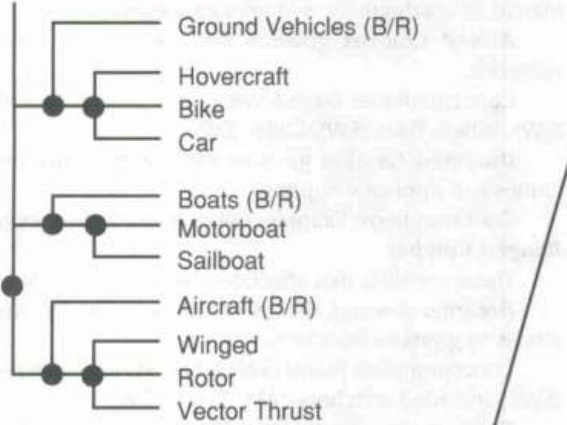 Ground Vehicles (B/R)
Hovercraft
Bike
Car
Boats (B/R)
Motorboat
Sailboat
Aircraft (B/R)
Winged
Rotor
Vector Thrust